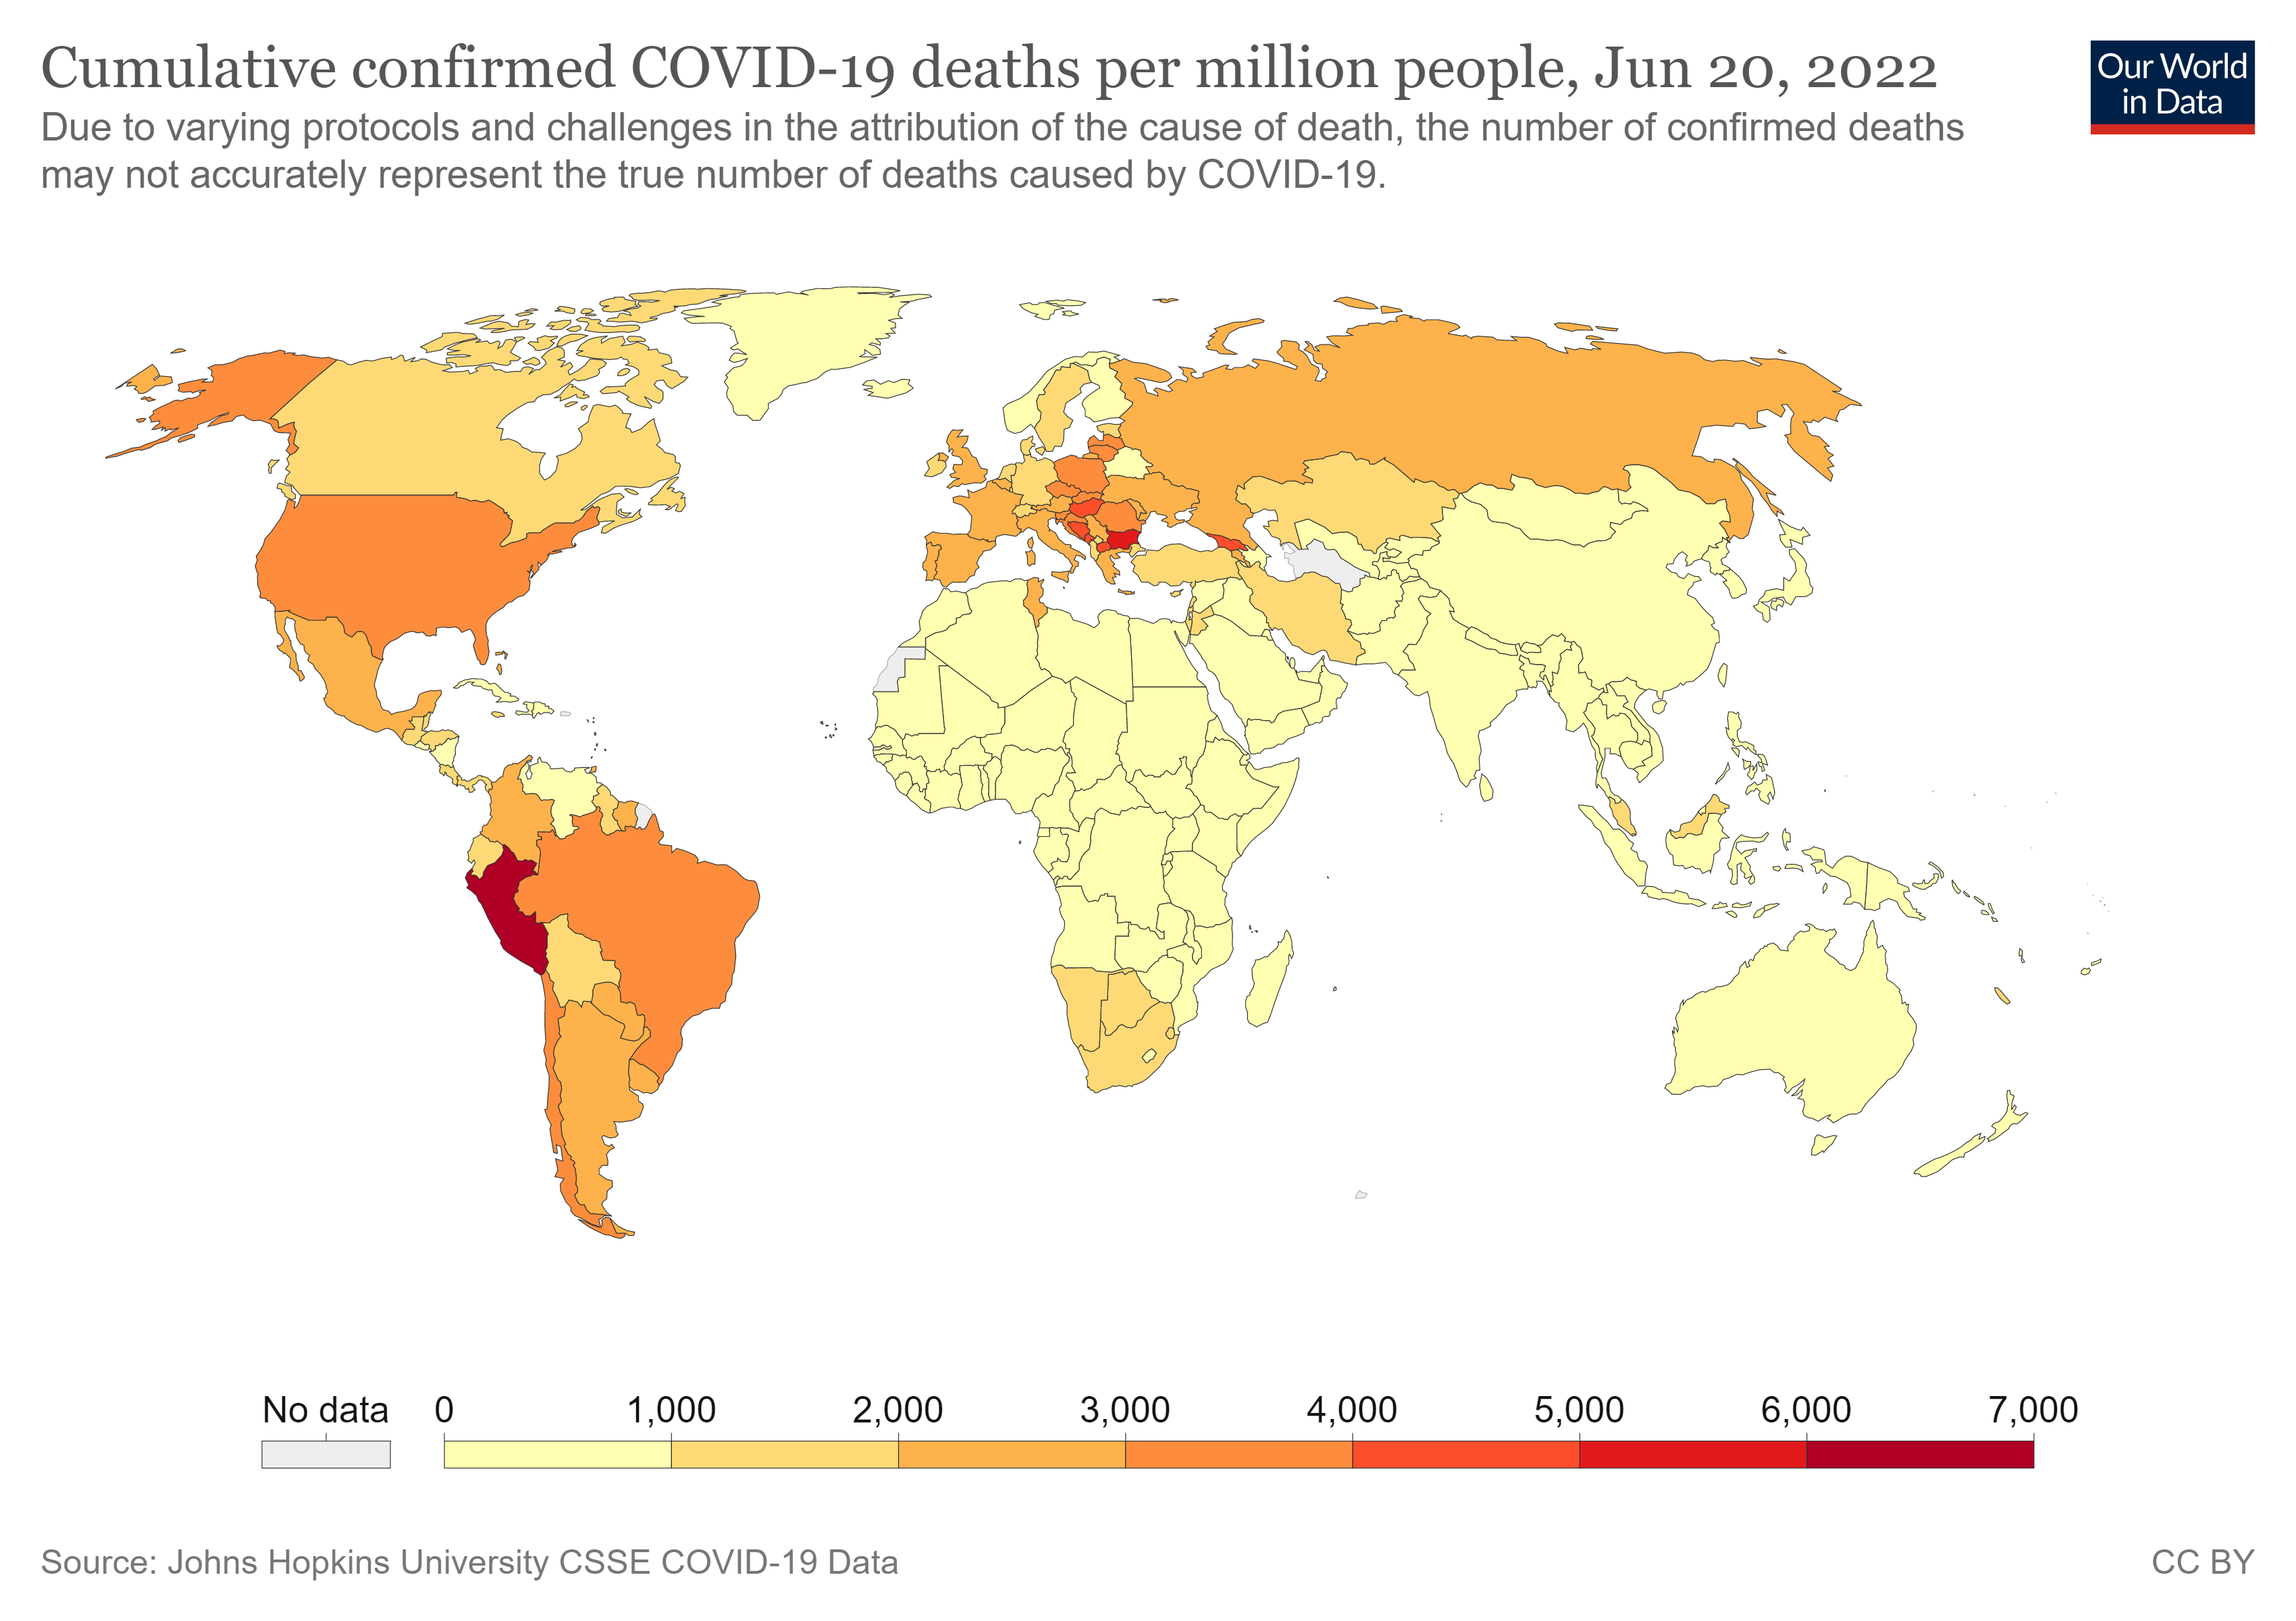 Cumulative confirmed COVID-19 deaths per million people, Jun 20, 2022
Our World
in Data
Due to varying protocols and challenges in the attribution of the cause of death, the number of confirmed deaths
may not accurately represent the true number of deaths caused by COVID-19.
No data 0 1,000 2,000 3,000 4,000 5,000 6,000 7,000
Source: Johns Hopkins University CSSE COVID-19 Data
CC BY